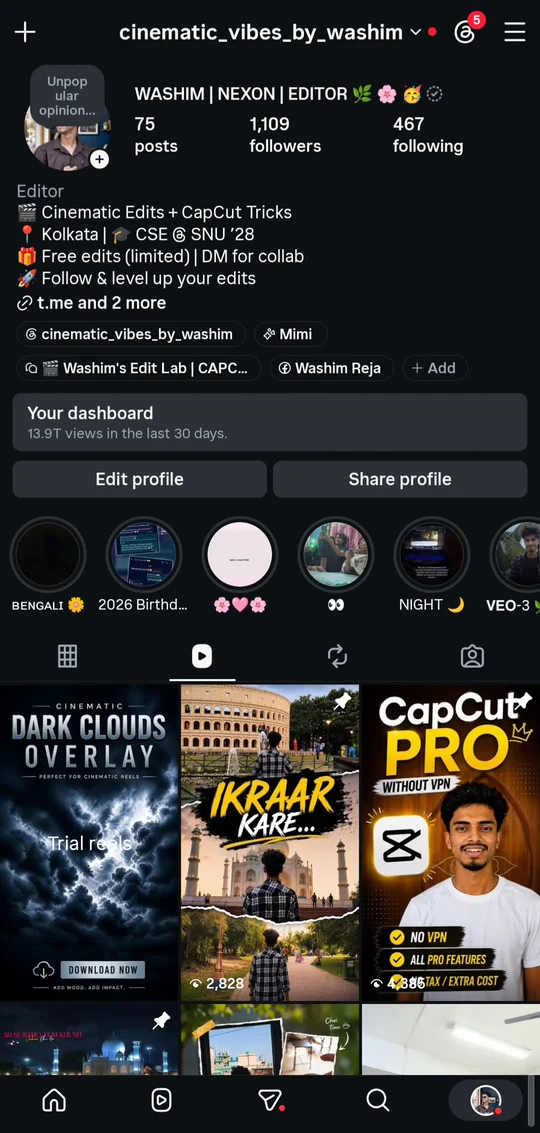 cinematic_vibes_by_washim
5
Unpop
ular
opinion...
WASHIM | NEXON | EDITOR 🌿 🌸 🥳
75
1,109
467
posts
followers
following
Editor
🎬 Cinematic Edits + CapCut Tricks
📍 Kolkata | 🎓 CSE @ SNU ’28
🎁 Free edits (limited) | DM for collab
🚀 Follow & level up your edits
t.me and 2 more
cinematic_vibes_by_washim
Mimi
🎬 Washim's Edit Lab | CAPC...
Washim Reja
+ Add
Your dashboard
13.9T views in the last 30 days.
Edit profile
Share profile
BENGALI 🌼
2026 Birthd...
🌸🩷🌸
👀
NIGHT 🌙
VEO-3
CINEMATIC
DARK CLOUDS
OVERLAY
PERFECT FOR CINEMATIC REELS
Trial reels
DOWNLOAD NOW
ADD MOOD. ADD IMPACT.
IKRAAR
KARE...
2,828
CapCut
PRO
WITHOUT VPN
NO VPN
ALL PRO FEATURES
TAX / EXTRA COST
Chai
Time